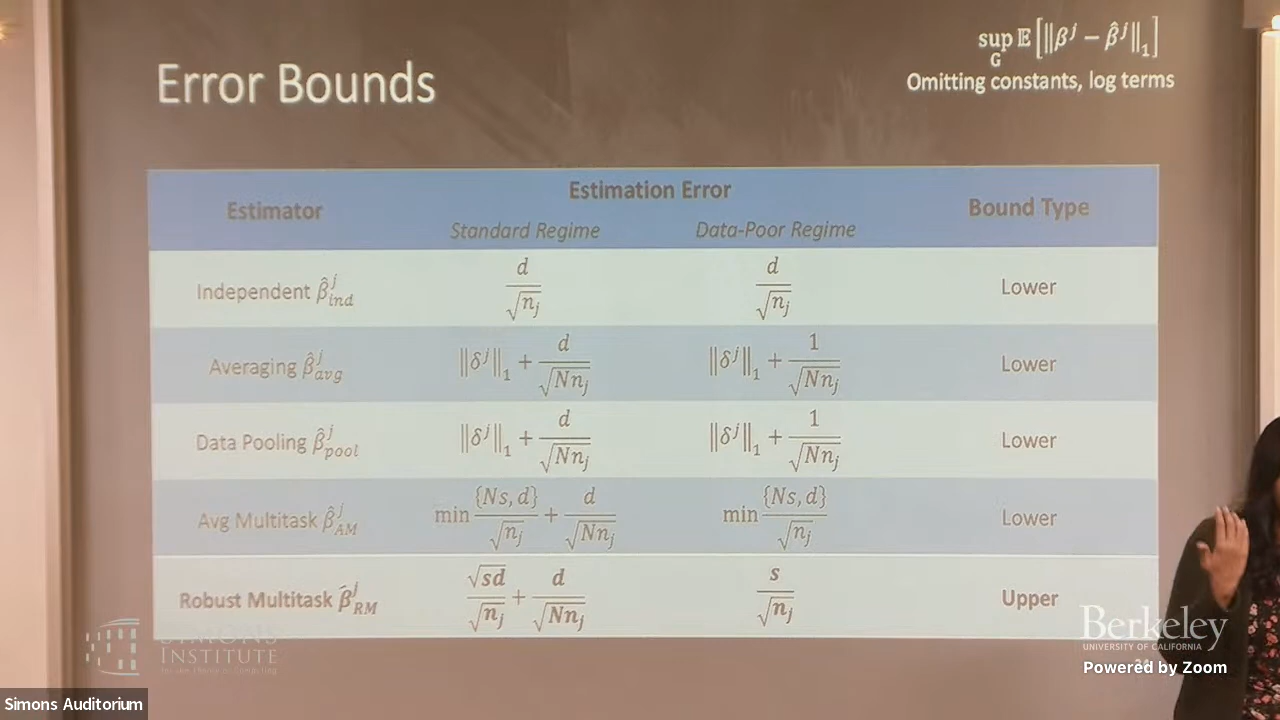 Error Bounds
sup_G 𝔼[‖β^j − β̂^j‖_1]
Omitting constants, log terms
Estimator
Estimation Error
Bound Type
Standard Regime
Data-Poor Regime
Independent β̂^j_ind
d/√n_j
d/√n_j
Lower
Averaging β̂^j_avg
‖δ^j‖_1 + d/√(Nn_j)
‖δ^j‖_1 + 1/√(Nn_j)
Lower
Data Pooling β̂^j_pool
‖δ^j‖_1 + d/√(Nn_j)
‖δ^j‖_1 + 1/√(Nn_j)
Lower
Avg Multitask β̂^j_AM
min {Ns, d}/√n_j + d/√(Nn_j)
min {Ns, d}/√n_j
Lower
Robust Multitask β̂^j_RM
√(sd)/√n_j + d/√(Nn_j)
s/√n_j
Upper
SIMONS
INSTITUTE
Berkeley
UNIVERSITY OF CALIFORNIA
Powered by Zoom
Simons Auditorium